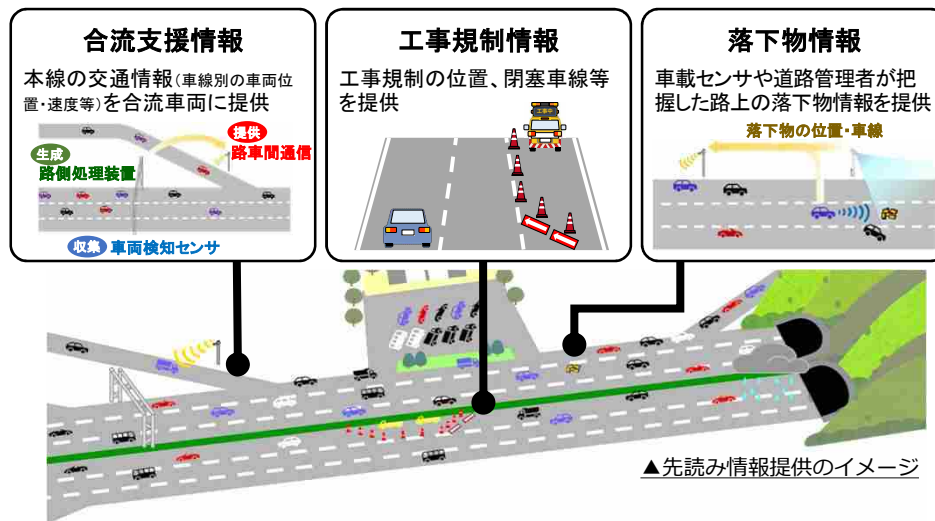 合流支援情報
本線の交通情報(車線別の車両位
置・速度等)を合流車両に提供
提供
路車間通信
生成
路側処理装置
収集 車両検知センサ
工事規制情報
工事規制の位置、閉塞車線等
を提供
落下物情報
車載センサや道路管理者が把
握した路上の落下物情報を提供
落下物の位置・車線
▲先読み情報提供のイメージ